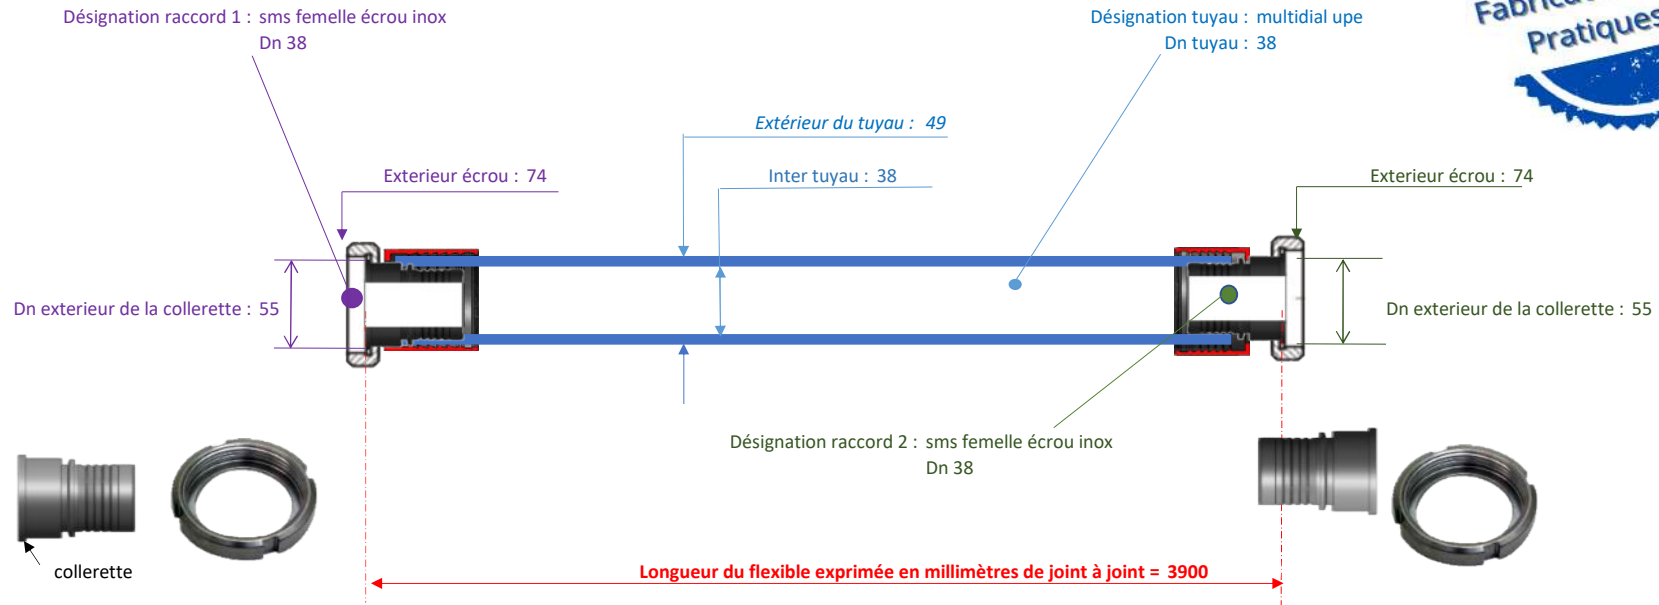 Désignation raccord 1 : sms femelle écrou inox
Dn 38
Désignation tuyau : multidial upe
Dn tuyau : 38
Pratiques
Extérieur du tuyau : 49
Exterieur écrou : 74
Inter tuyau : 38
Exterieur écrou : 74
Dn exterieur de la collerette : 55
Dn exterieur de la collerette : 55
Désignation raccord 2 : sms femelle écrou inox
Dn 38
collerette
Longueur du flexible exprimée en millimètres de joint à joint = 3900